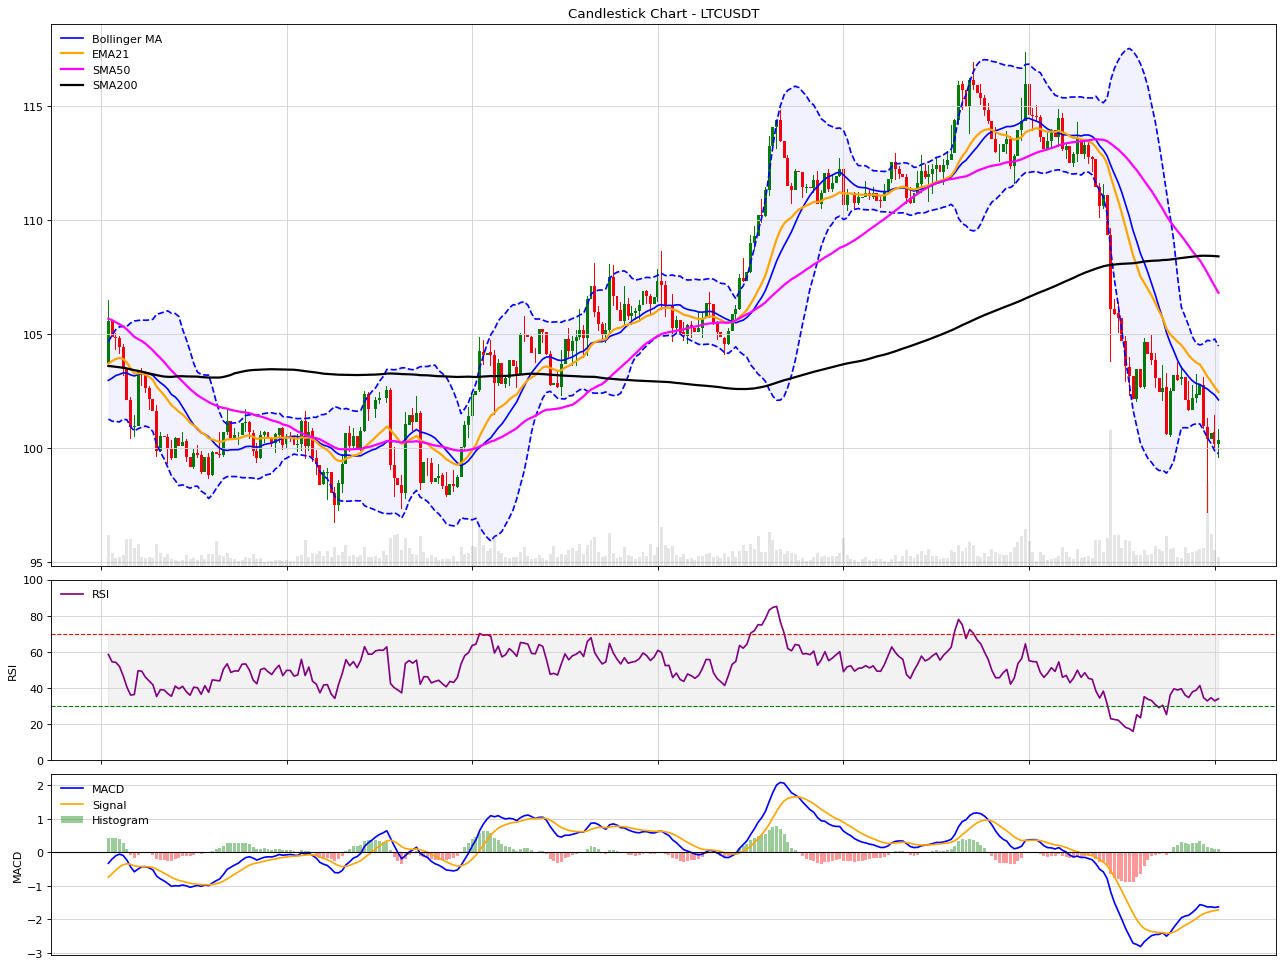 Candlestick Chart - LTCUSDT
Bollinger MA
EMA21
SMA50
SMA200
115
110
105
100
95
100
RSI
80
60
40
20
0
RSI
2
MACD
Signal
1
Histogram
0
−1
−2
−3
MACD